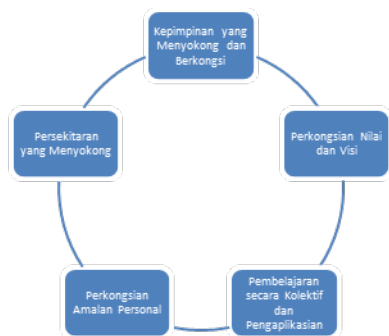 Kepimpinan yang
Menyokong dan
Berkongsi
Perkongsian Nilai
dan Visi
Pembelajaran
secara Kolektif
dan
Pengaplikasian
Perkongsian
Amalan Personal
Persekitaran
yang Menyokong